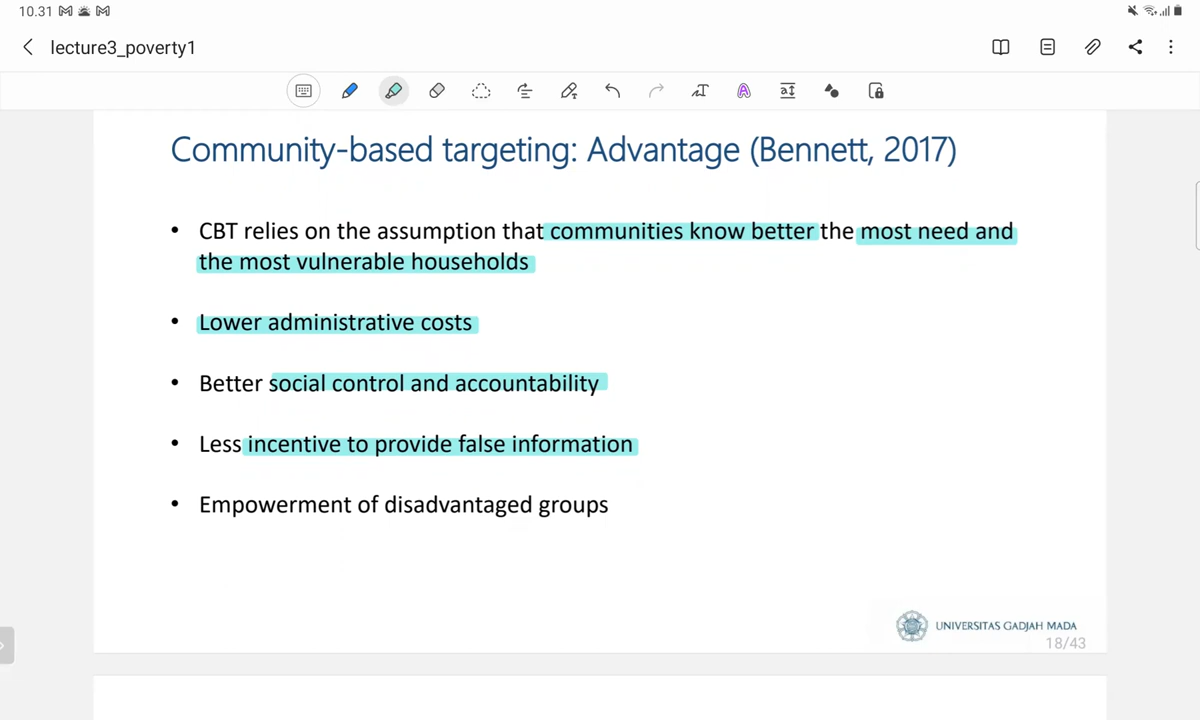 10.31
lecture3_poverty1
Community-based targeting: Advantage (Bennett, 2017)
• CBT relies on the assumption that communities know better the most need and
the most vulnerable households
• Lower administrative costs
• Better social control and accountability
• Less incentive to provide false information
• Empowerment of disadvantaged groups
UNIVERSITAS GADJAH MADA
18/43